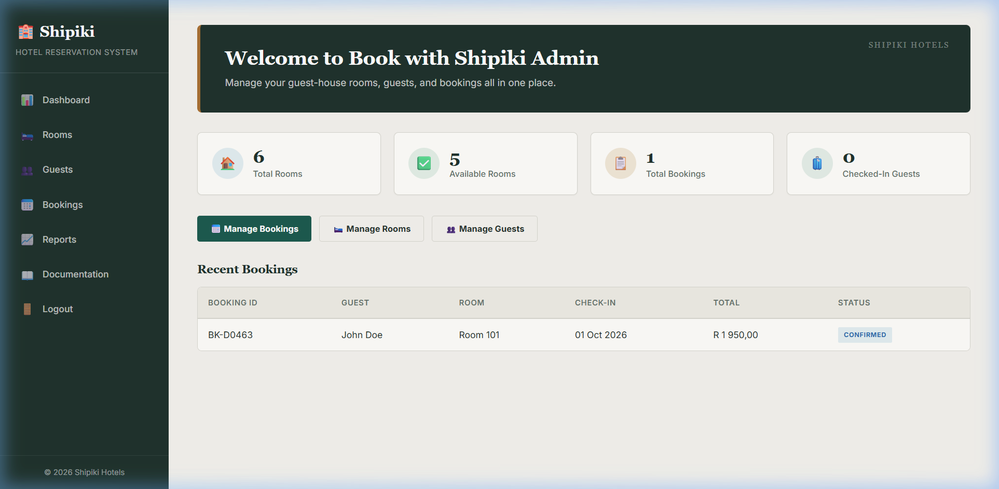 Shipiki
HOTEL RESERVATION SYSTEM
Dashboard
Rooms
Guests
Bookings
Reports
Documentation
Logout
© 2026 Shipiki Hotels
SHIPIKI HOTELS
Welcome to Book with Shipiki Admin
Manage your guest-house rooms, guests, and bookings all in one place.
6
Total Rooms
5
Available Rooms
1
Total Bookings
0
Checked-In Guests
Manage Bookings
Manage Rooms
Manage Guests
Recent Bookings
BOOKING ID GUEST ROOM CHECK-IN TOTAL STATUS
BK-D0463 John Doe Room 101 01 Oct 2026 R 1 950,00 CONFIRMED